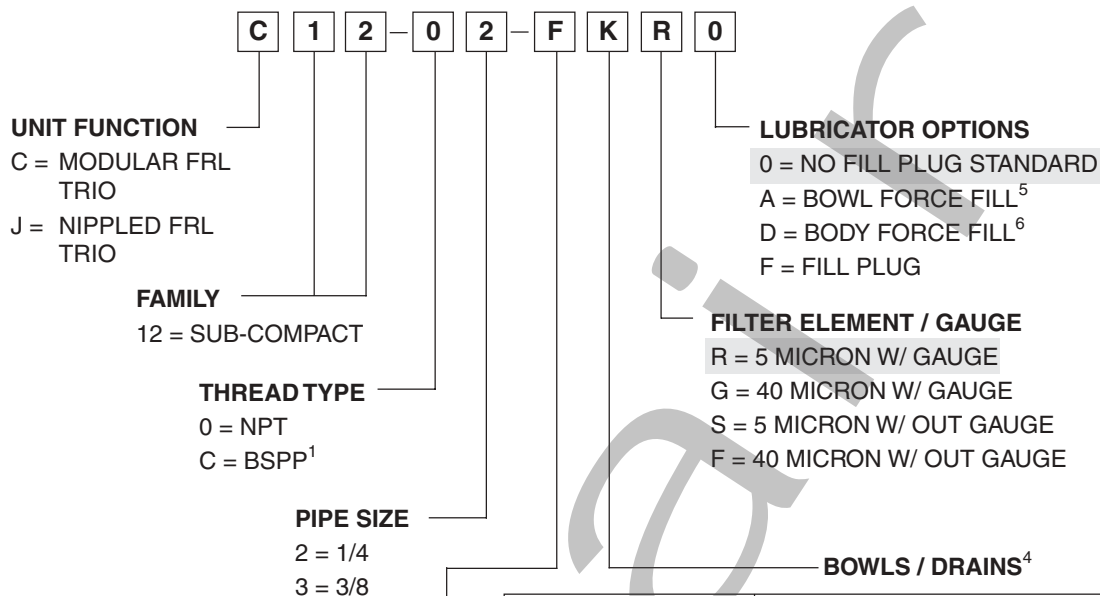 C 1 2 – 0 2 – F K R 0
UNIT FUNCTION
C = MODULAR FRL
TRIO
J = NIPPLED FRL
TRIO
FAMILY
12 = SUB-COMPACT
THREAD TYPE
0 = NPT
C = BSPP1
PIPE SIZE
2 = 1/4
3 = 3/8
LUBRICATOR OPTIONS
0 = NO FILL PLUG STANDARD
A = BOWL FORCE FILL5
D = BODY FORCE FILL6
F = FILL PLUG
FILTER ELEMENT / GAUGE
R = 5 MICRON W/ GAUGE
G = 40 MICRON W/ GAUGE
S = 5 MICRON W/ OUT GAUGE
F = 40 MICRON W/ OUT GAUGE
BOWLS / DRAINS4
air